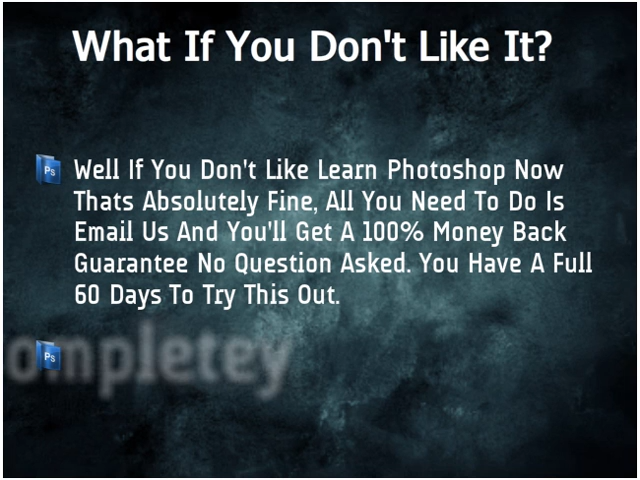 What If You Don't Like It?
Well If You Don't Like Learn Photoshop Now
Thats Absolutely Fine, All You Need To Do Is
Email Us And You'll Get A 100% Money Back
Guarantee No Question Asked. You Have A Full
60 Days To Try This Out.
Ps
Ps
ompletey